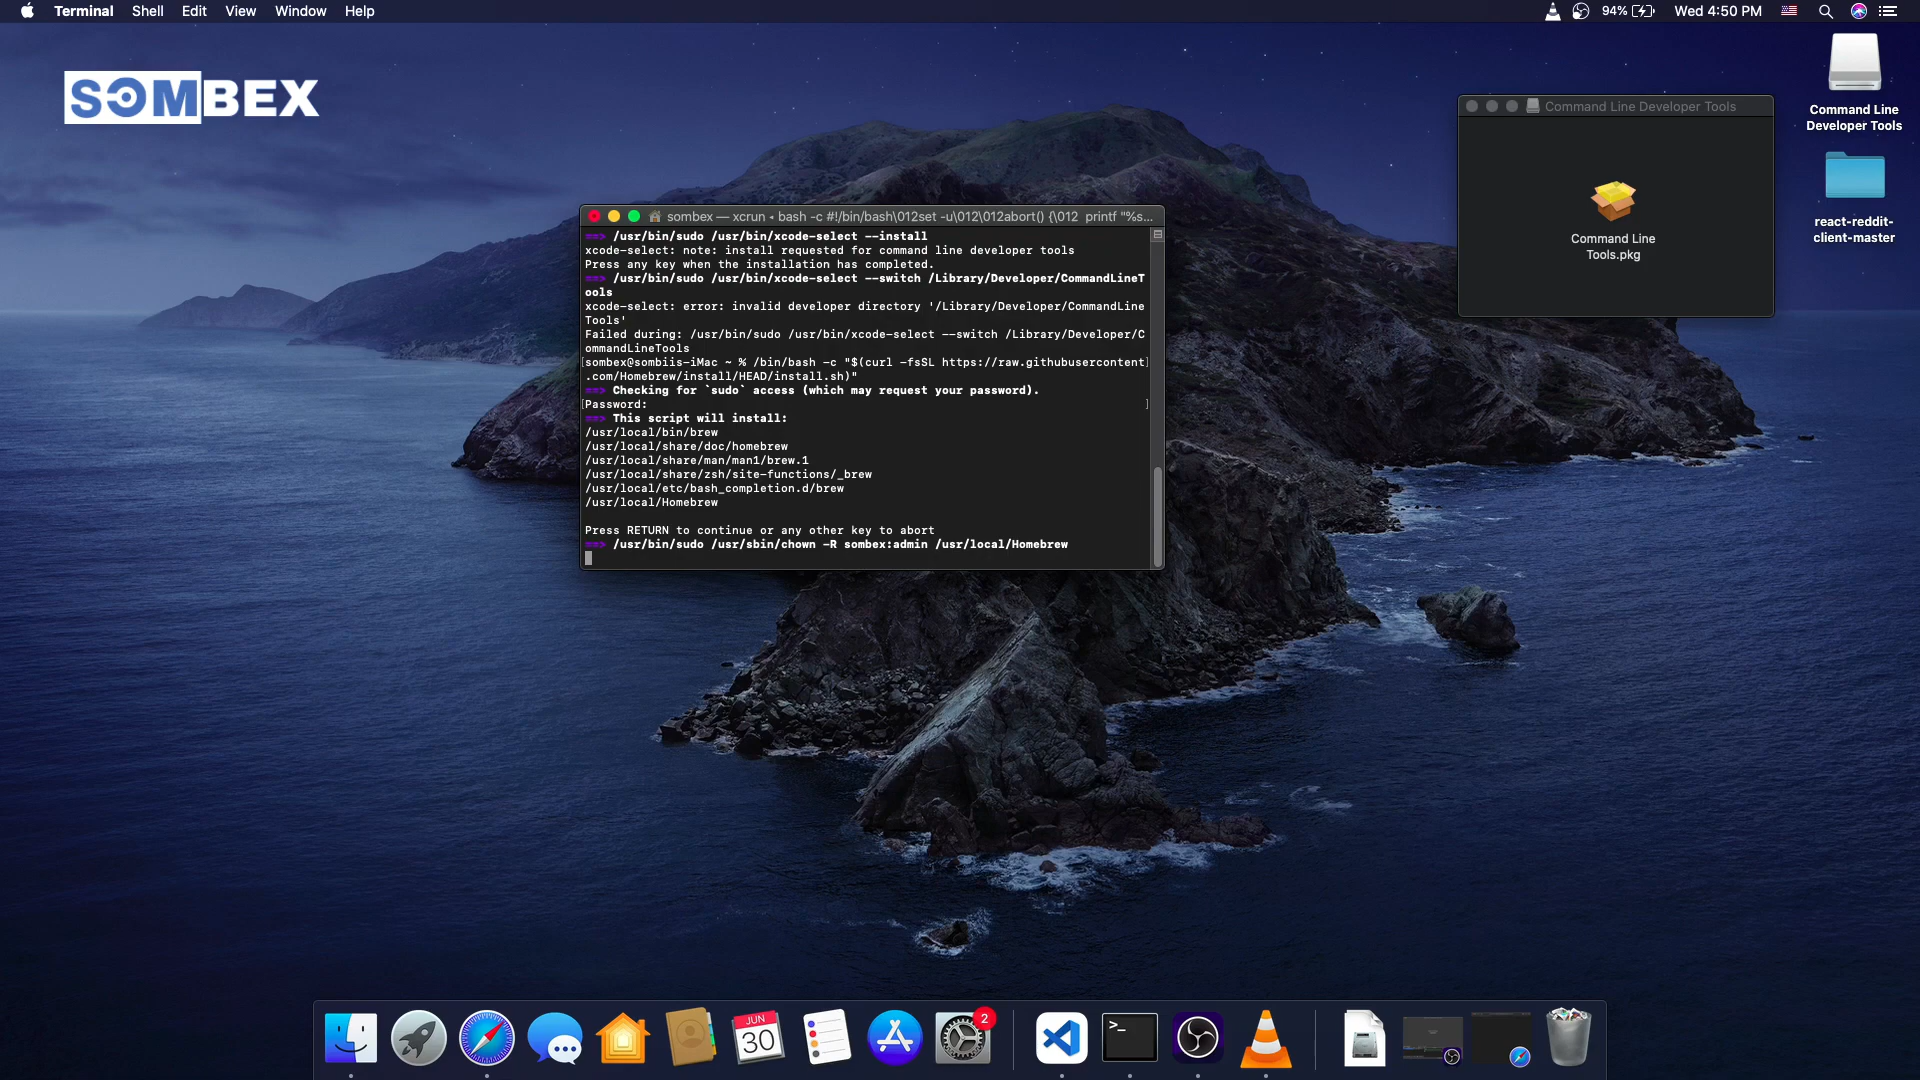 Terminal Shell Edit View Window Help 94% Wed 4:50 PM
SOMBEX
Command Line Developer Tools
Command Line
Tools.pkg
Command Line
Developer Tools
react-reddit-
client-master
sombex — xcrun ◂ bash -c #!/bin/bash\012set -u\012\012abort() {\012  printf "%s...
==> /usr/bin/sudo /usr/bin/xcode-select --install
xcode-select: note: install requested for command line developer tools
Press any key when the installation has completed.
==> /usr/bin/sudo /usr/bin/xcode-select --switch /Library/Developer/CommandLineT
ools
xcode-select: error: invalid developer directory '/Library/Developer/CommandLine
Tools'
Failed during: /usr/bin/sudo /usr/bin/xcode-select --switch /Library/Developer/C
ommandLineTools
[sombex@sombiis-iMac ~ % /bin/bash -c "$(curl -fsSL https://raw.githubusercontent]
.com/Homebrew/install/HEAD/install.sh)"
==> Checking for `sudo` access (which may request your password).
[Password: ]
==> This script will install:
/usr/local/bin/brew
/usr/local/share/doc/homebrew
/usr/local/share/man/man1/brew.1
/usr/local/share/zsh/site-functions/_brew
/usr/local/etc/bash_completion.d/brew
/usr/local/Homebrew
Press RETURN to continue or any other key to abort
==> /usr/bin/sudo /usr/sbin/chown -R sombex:admin /usr/local/Homebrew
JUN
30
2
>_